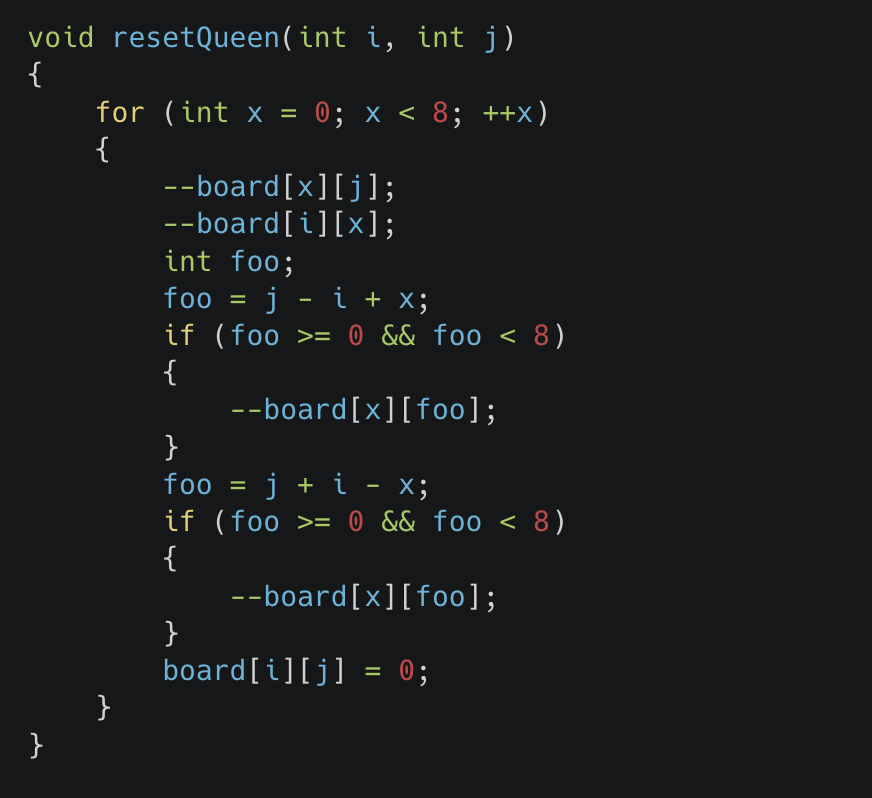 void resetQueen(int i, int j)
{
    for (int x = 0; x < 8; ++x)
    {
        --board[x][j];
        --board[i][x];
        int foo;
        foo = j - i + x;
        if (foo >= 0 && foo < 8)
        {
            --board[x][foo];
        }
        foo = j + i - x;
        if (foo >= 0 && foo < 8)
        {
            --board[x][foo];
        }
        board[i][j] = 0;
    }
}